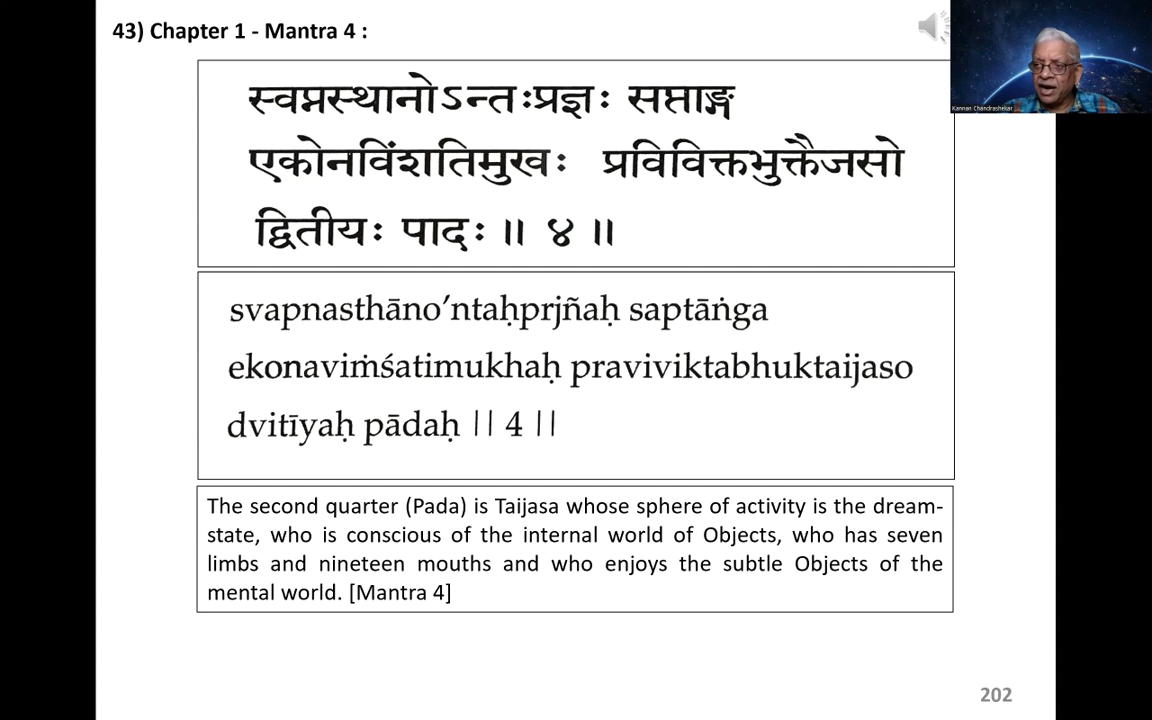 43) Chapter 1 - Mantra 4 :
Kannan Chandrashekar
स्वप्नस्थानोऽन्तःप्रज्ञः सप्ताङ्ग
एकोनविंशतिमुखः प्रविविक्तभुक्तैजसो
द्वितीयः पादः ॥ ४ ॥
svapnasthāno’ntaḥprjñaḥ saptāṅga
ekonaviṁśatimukhaḥ praviviktabhuktaijaso
dvitīyaḥ pādaḥ || 4 ||
The second quarter (Pada) is Taijasa whose sphere of activity is the dream-
state, who is conscious of the internal world of Objects, who has seven
limbs and nineteen mouths and who enjoys the subtle Objects of the
mental world. [Mantra 4]
202